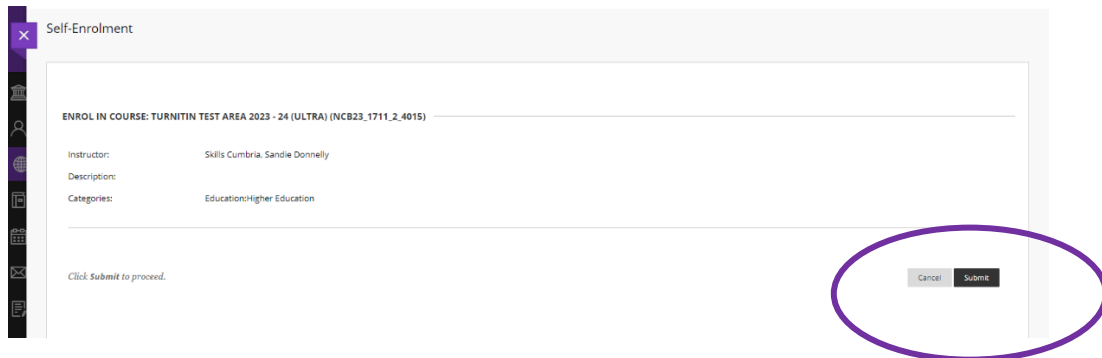 Self-Enrolment
ENROL IN COURSE: TURNITIN TEST AREA 2023 - 24 (ULTRA) (NCB23_1711_2_4015)
Instructor: Skills Cumbria, Sandie Donnelly
Description:
Categories: Education:Higher Education
Click Submit to proceed. Cancel Submit